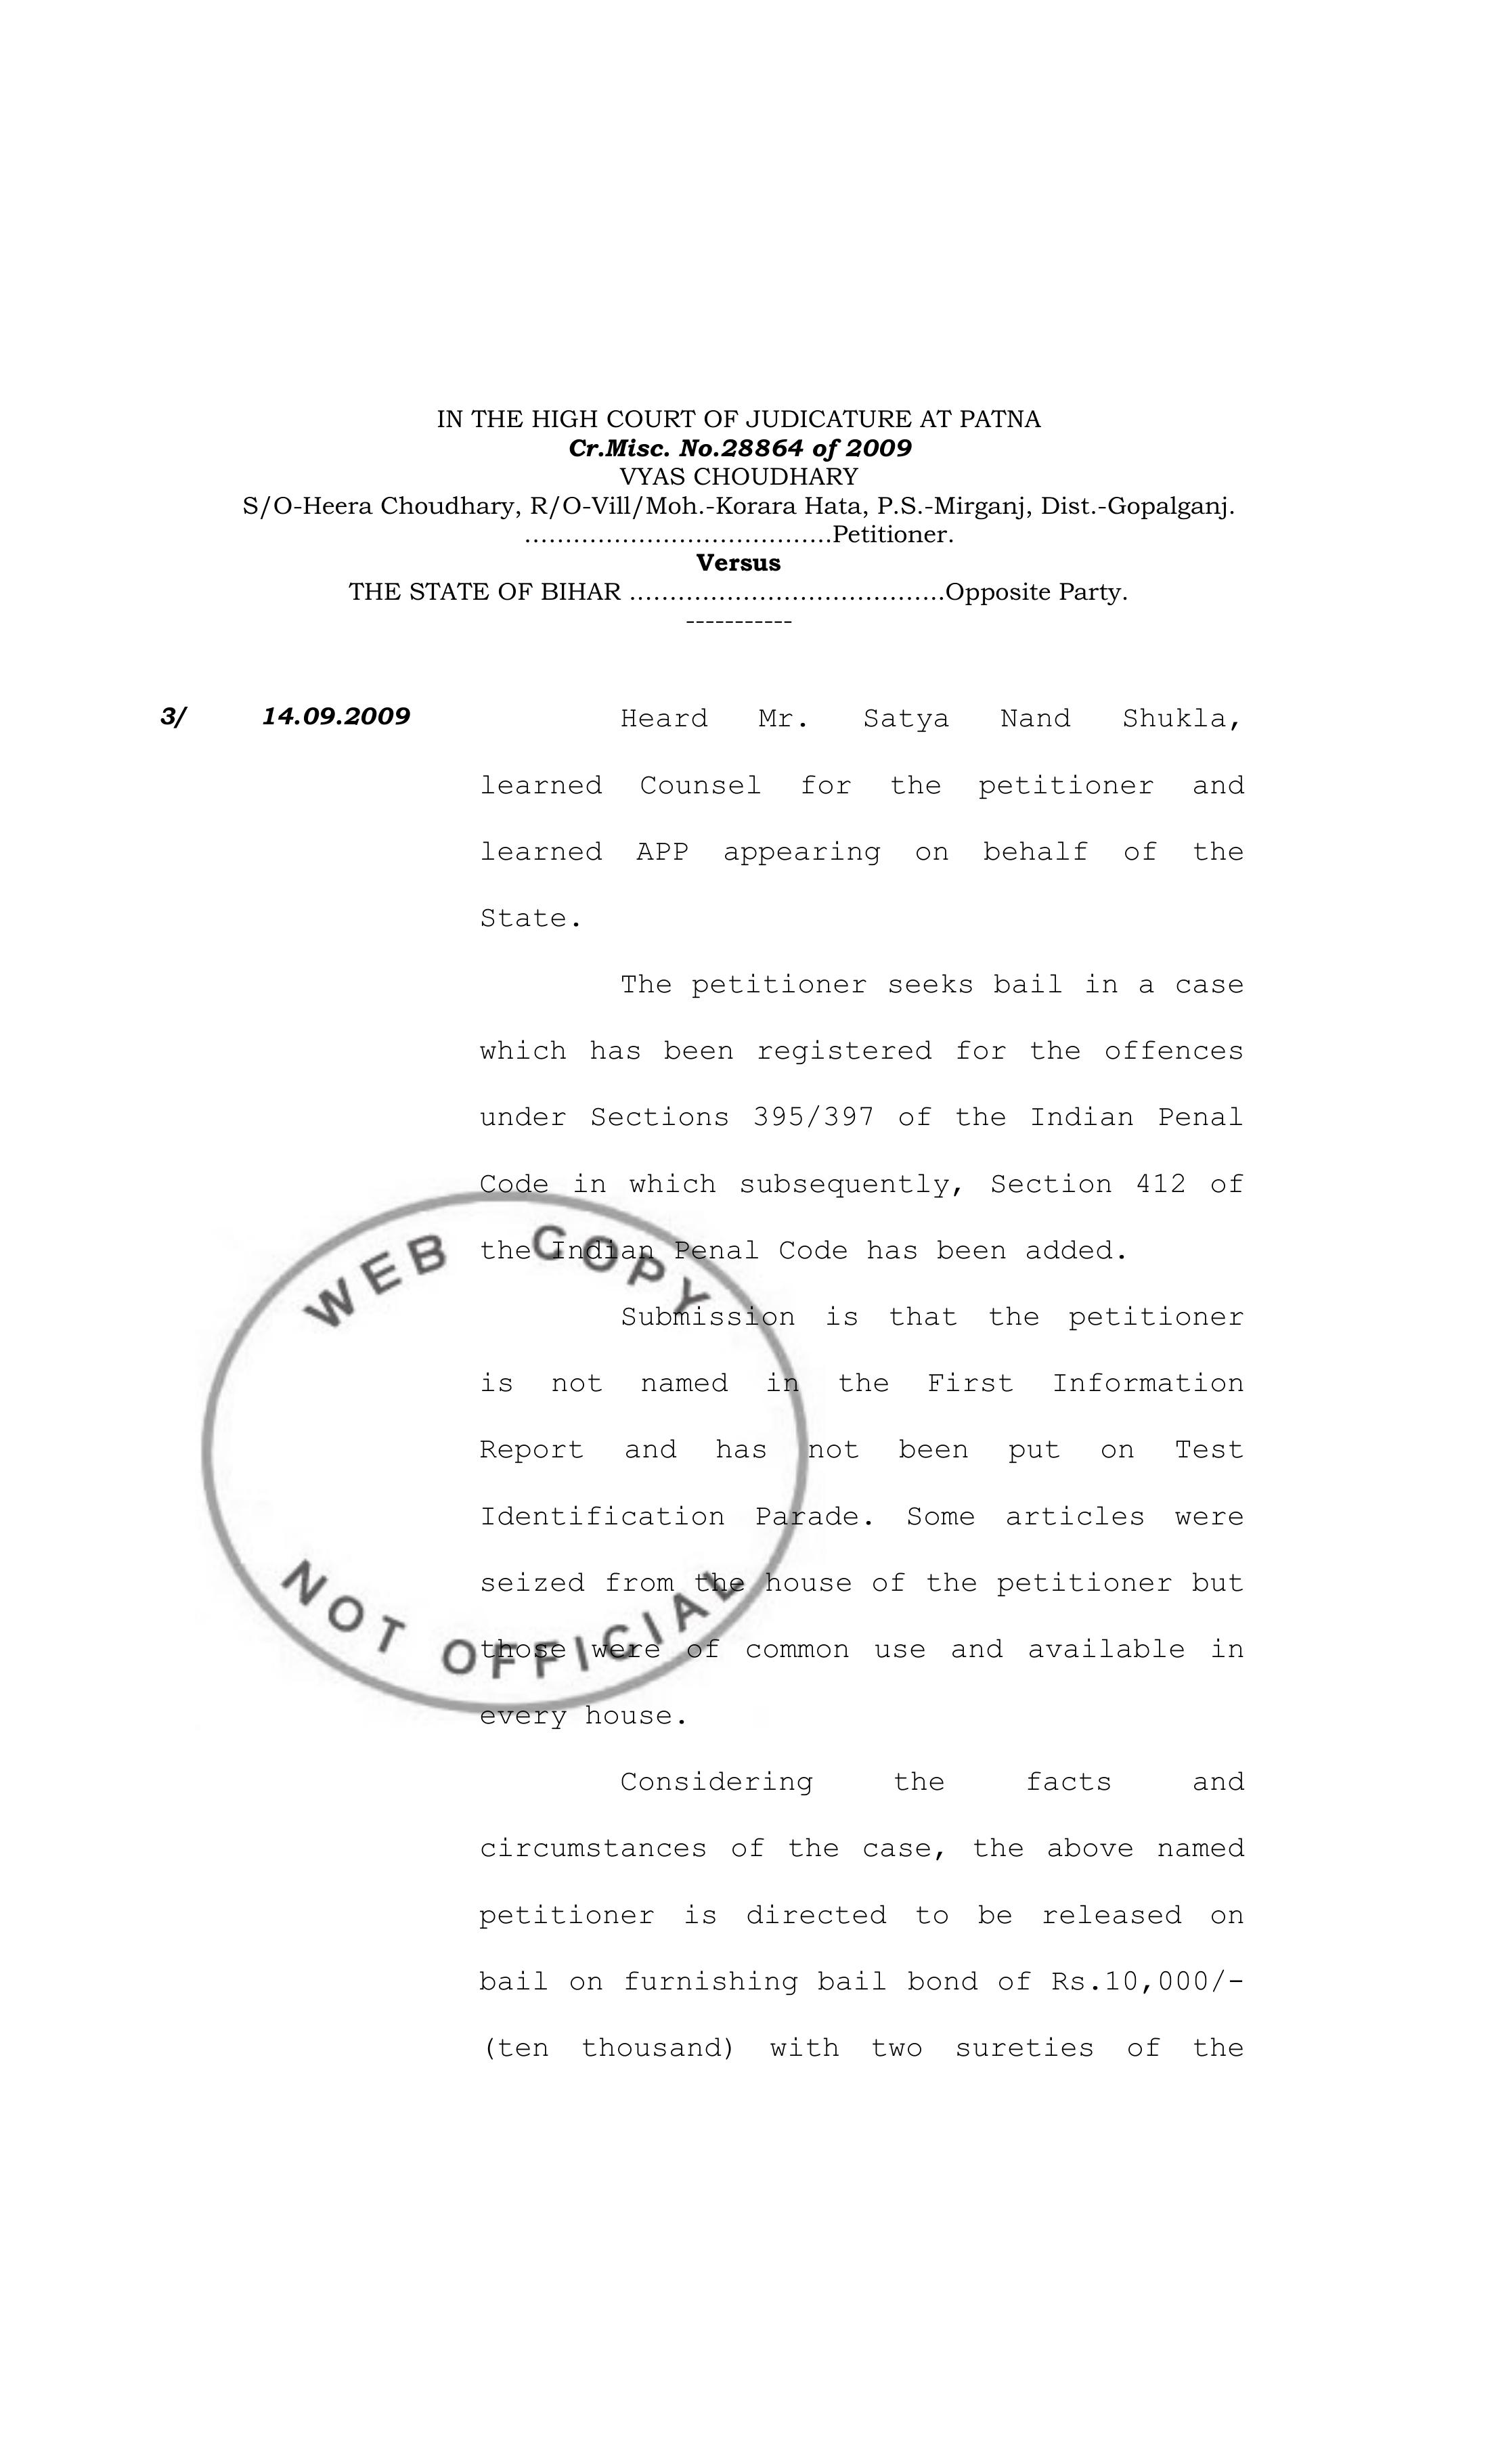 IN THE HIGH COURT OF JUDICATURE AT PATNA
Cr.Misc. No.28864 of 2009
VYAS CHOUDHARY
S/O-Heera Choudhary, R/O-Vill/Moh.-Korara Hata, P.S.-Mirganj, Dist.-Gopalganj.
......................................Petitioner.
Versus
THE STATE OF BIHAR .......................................Opposite Party.
-----------
3/ 14.09.2009 Heard Mr. Satya Nand Shukla,
learned Counsel for the petitioner and
learned APP appearing on behalf of the
State.
The petitioner seeks bail in a case
which has been registered for the offences
under Sections 395/397 of the Indian Penal
Code in which subsequently, Section 412 of
the Indian Penal Code has been added.
Submission is that the petitioner
is not named in the First Information
Report and has not been put on Test
Identification Parade. Some articles were
seized from the house of the petitioner but
those were of common use and available in
every house.
Considering the facts and
circumstances of the case, the above named
petitioner is directed to be released on
bail on furnishing bail bond of Rs.10,000/-
(ten thousand) with two sureties of the
WEB COPY
NOT OFFICIAL